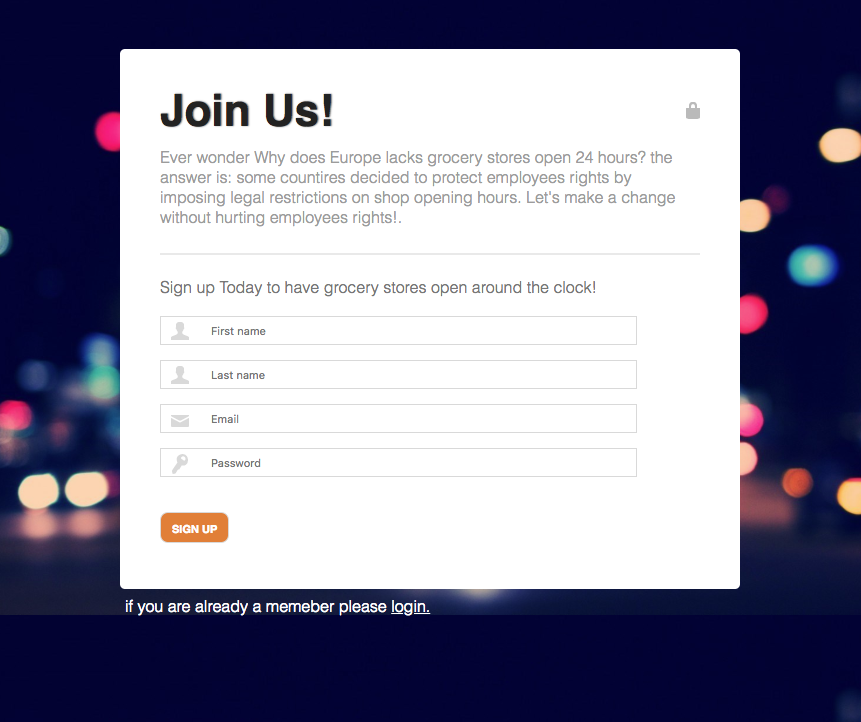 Join Us!
Ever wonder Why does Europe lacks grocery stores open 24 hours? the
answer is: some countires decided to protect employees rights by
imposing legal restrictions on shop opening hours. Let's make a change
without hurting employees rights!.
Sign up Today to have grocery stores open around the clock!
First name
Last name
Email
Password
SIGN UP
if you are already a memeber please login.